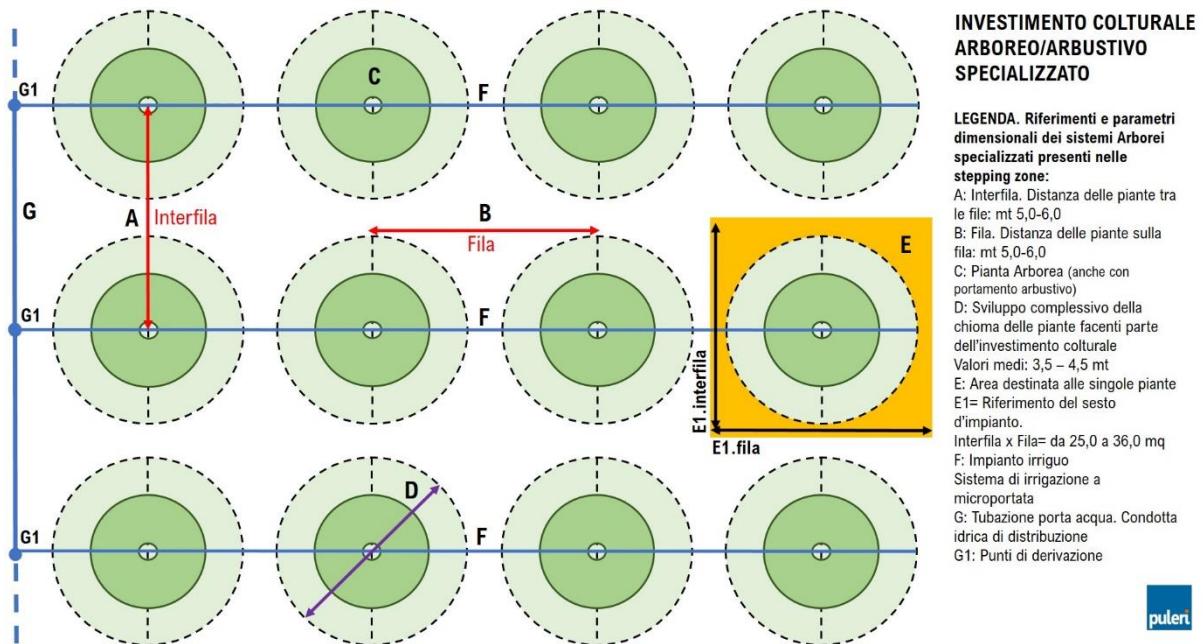 C
F
G1
A
Interfila
G
B
Fila
E
G1
F
E1.interfila
E1.fila
D
G1
F
INVESTIMENTO COLTURALE
ARBOREO/ARBUSTIVO
SPECIALIZZATO
LEGENDA. Riferimenti e parametri
dimensionali dei sistemi Arborei
specializzati presenti nelle
stepping zone:
A: Interfila. Distanza delle piante tra
le file: mt 5,0-6,0
B: Fila. Distanza delle piante sulla
fila: mt 5,0-6,0
C: Pianta Arborea (anche con
portamento arbustivo)
D: Sviluppo complessivo della
chioma delle piante facenti parte
dell'investimento colturale
Valori medi: 3,5 – 4,5 mt
E: Area destinata alle singole piante
E1= Riferimento del sesto
d'impianto.
Interfila x Fila= da 25,0 a 36,0 mq
F: Impianto irriguo
Sistema di irrigazione a
microportata
G: Tubazione porta acqua. Condotta
idrica di distribuzione
G1: Punti di derivazione
puleri